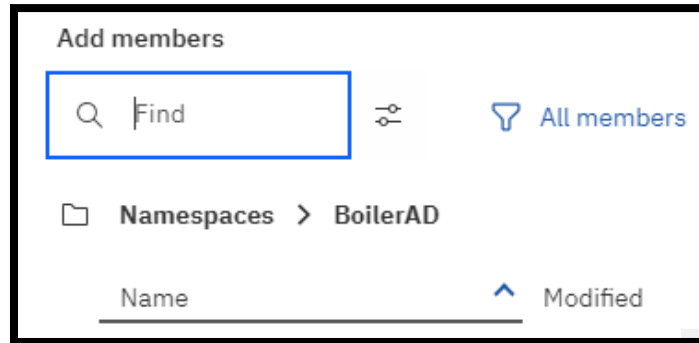 Add members
Find All members
Namespaces > BoilerAD
Name Modified